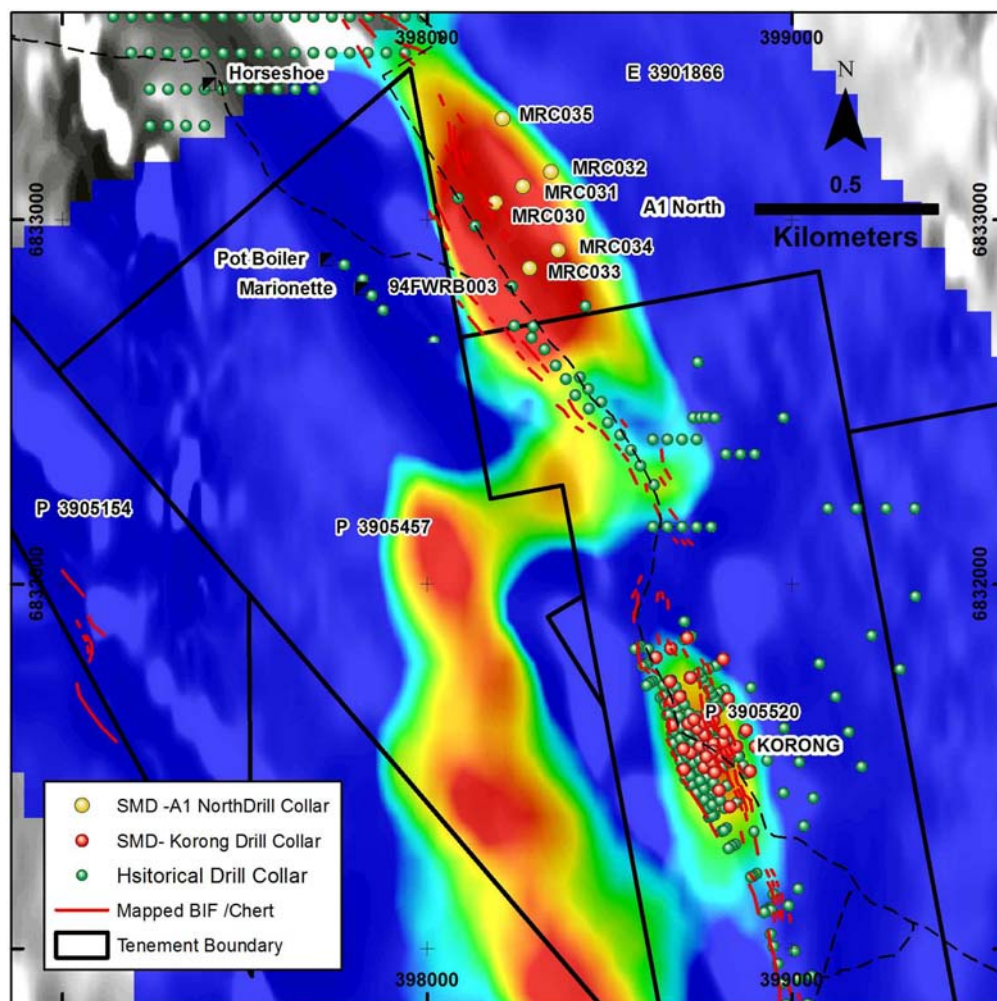 398000
399000
N
Horseshoe
E 3901866
MRC035
MRC032
MRC031
MRC030
A1 North
0.5
Kilometers
6833000
6833000
MRC034
MRC033
Pot Boiler
Marionette
94FWRB003
P 3905154
P 3905457
6832000
6832000
P 3905520
KORONG
SMD -A1 NorthDrill Collar
SMD- Korong Drill Collar
Hsitorical Drill Collar
Mapped BIF /Chert
Tenement Boundary
398000
399000